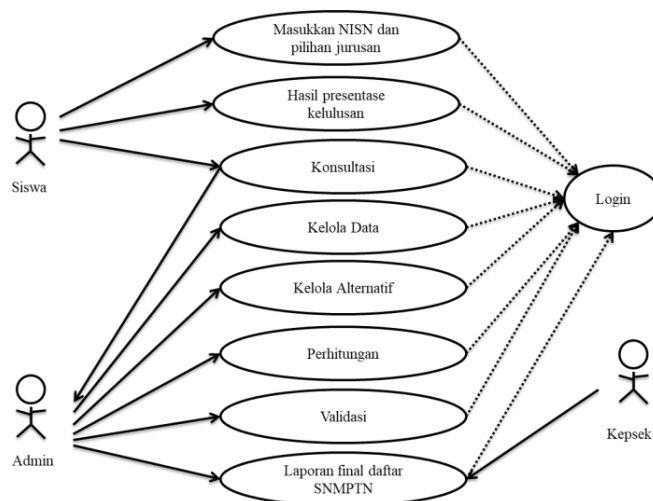 Masukkan NISN dan
pilihan jurusan
Hasil presentase
kelulusan
Siswa
Konsultasi
Login
Kelola Data
Kelola Alternatif
Perhitungan
Validasi
Admin
Kepsek
Laporan final daftar
SNMPTN